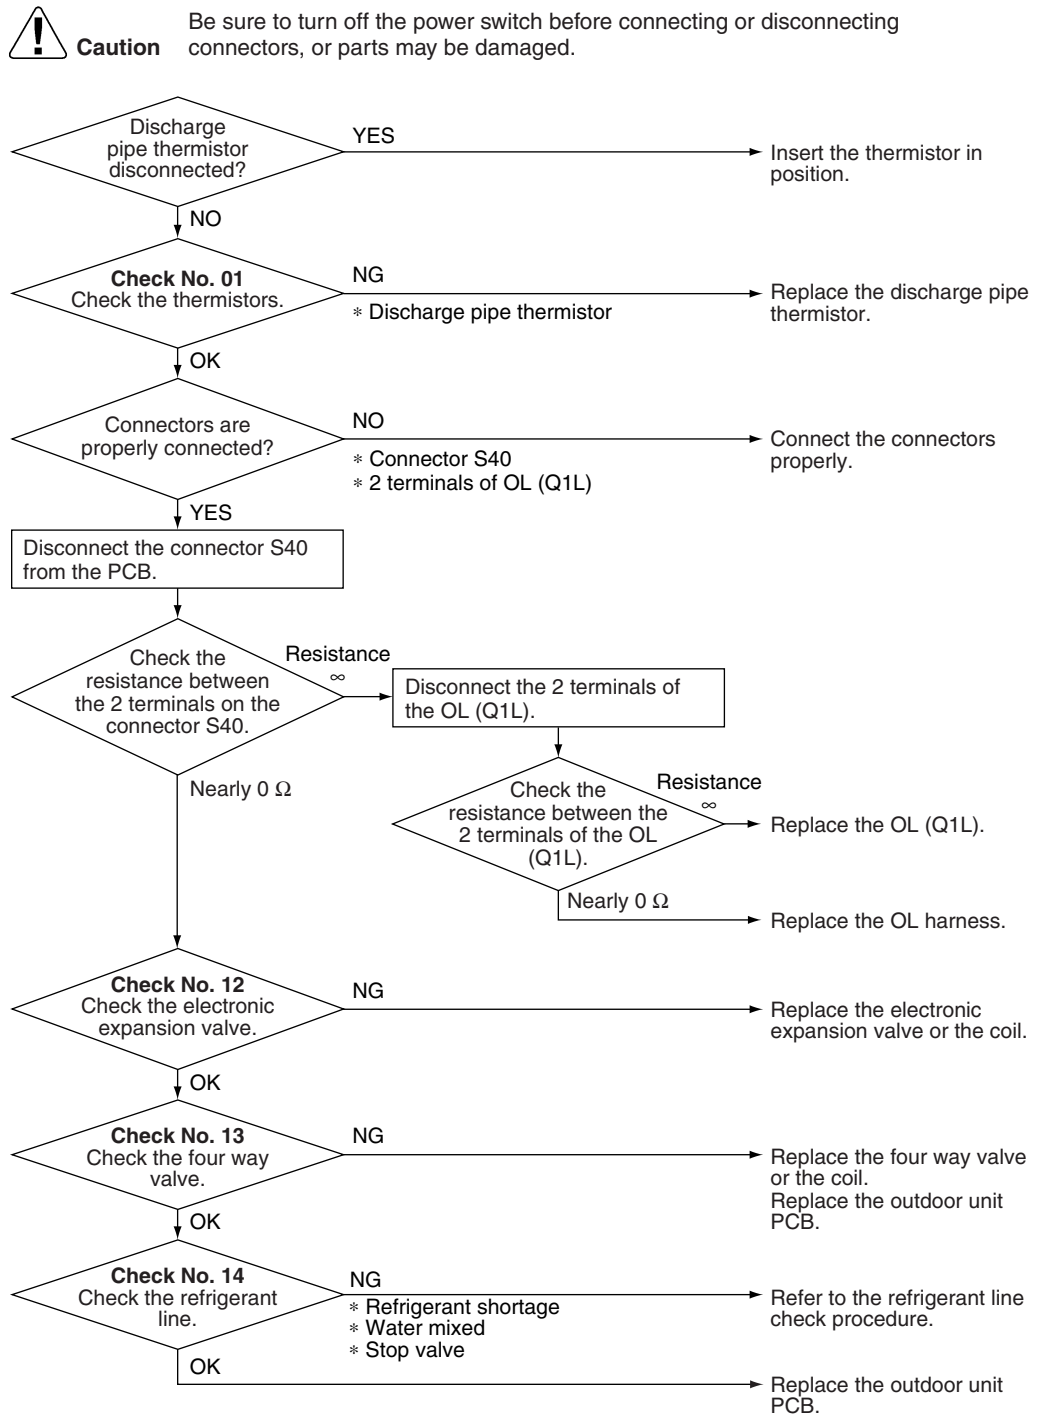 Be sure to turn off the power switch before connecting or disconnecting
Caution connectors, or parts may be damaged.
Discharge
pipe thermistor
disconnected?
YES
Insert the thermistor in
position.
NO
Check No. 01
Check the thermistors.
NG
* Discharge pipe thermistor
Replace the discharge pipe
thermistor.
OK
Connectors are
properly connected?
NO
* Connector S40
* 2 terminals of OL (Q1L)
Connect the connectors
properly.
YES
Disconnect the connector S40
from the PCB.
Check the
resistance between
the 2 terminals on the
connector S40.
Resistance
∞
Disconnect the 2 terminals of
the OL (Q1L).
Nearly 0 Ω
Check the
resistance between the
2 terminals of the OL
(Q1L).
Resistance
∞
Replace the OL (Q1L).
Nearly 0 Ω
Replace the OL harness.
Check No. 12
Check the electronic
expansion valve.
NG
Replace the electronic
expansion valve or the coil.
OK
Check No. 13
Check the four way
valve.
NG
Replace the four way valve
or the coil.
Replace the outdoor unit
PCB.
OK
Check No. 14
Check the refrigerant
line.
NG
* Refrigerant shortage
* Water mixed
* Stop valve
Refer to the refrigerant line
check procedure.
OK
Replace the outdoor unit
PCB.